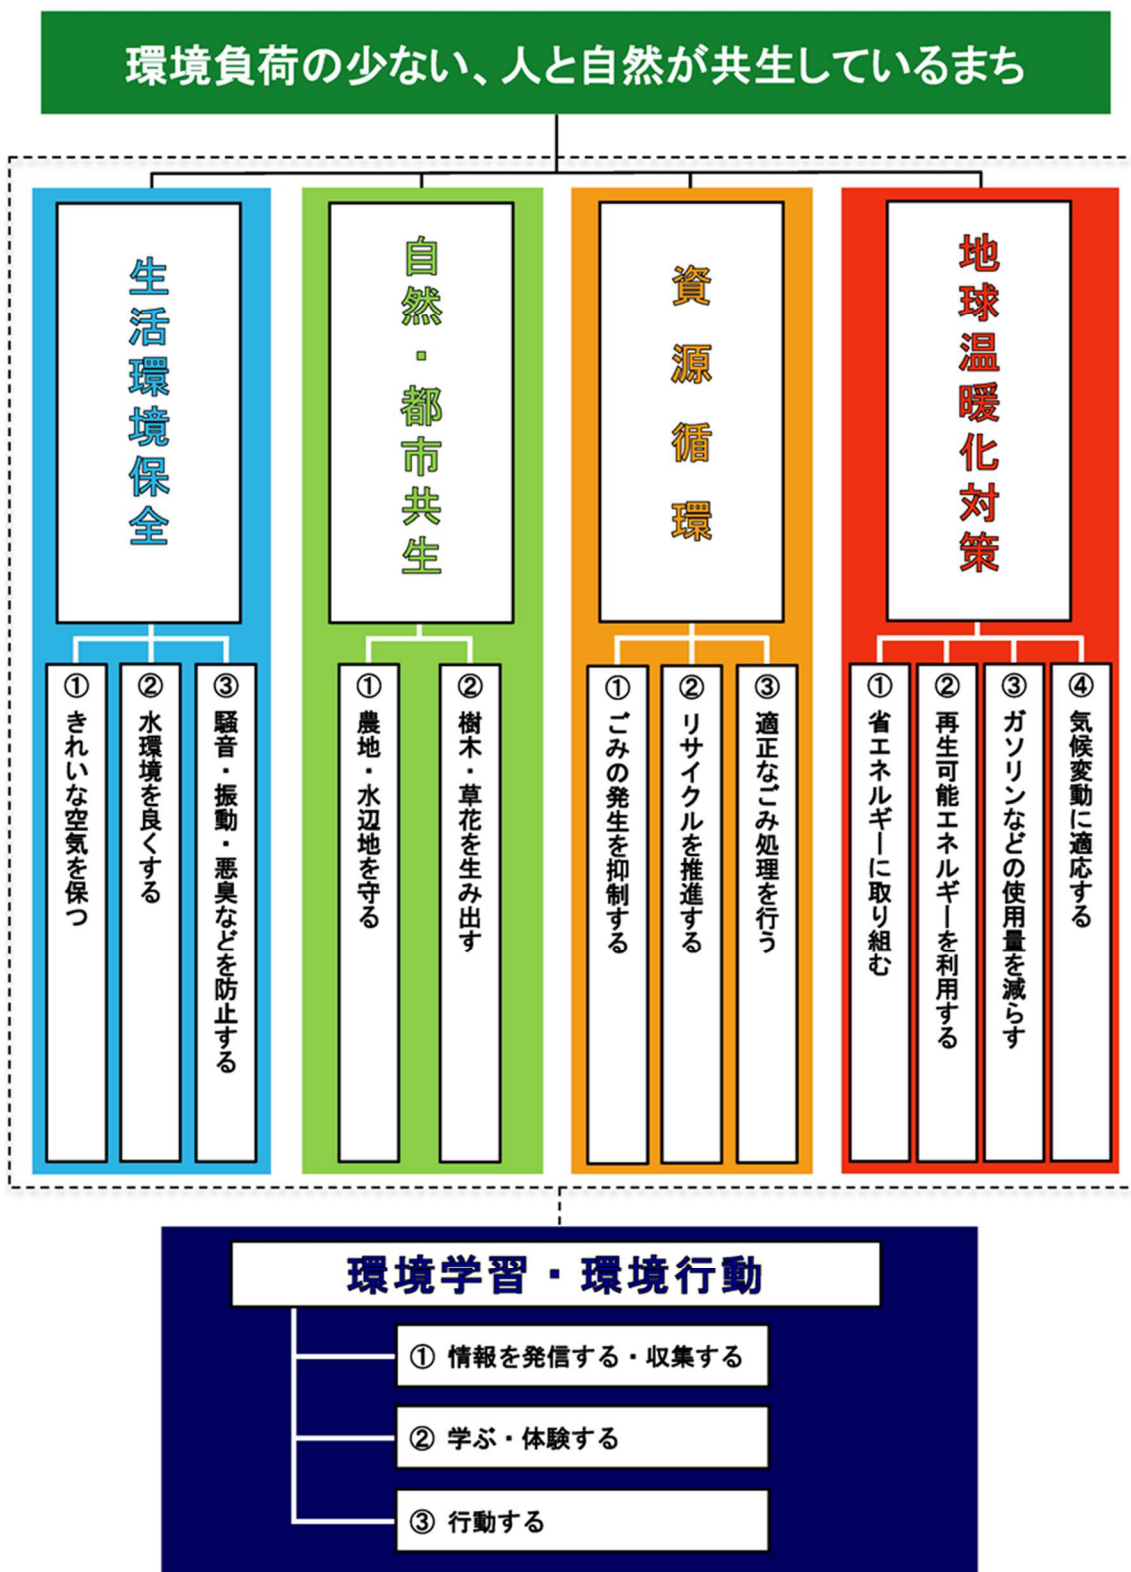 環境負荷の少ない、人と自然が共生しているまち
生活環境保全
①きれいな空気を保つ
②水環境を良くする
③騒音・振動・悪臭などを防止する
自然・都市共生
①農地・水辺地を守る
②樹木・草花を生み出す
資源循環
①ごみの発生を抑制する
②リサイクルを推進する
③適正なごみ処理を行う
地球温暖化対策
①省エネルギーに取り組む
②再生可能エネルギーを利用する
③ガソリンなどの使用量を減らす
④気候変動に適応する
環境学習・環境行動
① 情報を発信する・収集する
② 学ぶ・体験する
③ 行動する